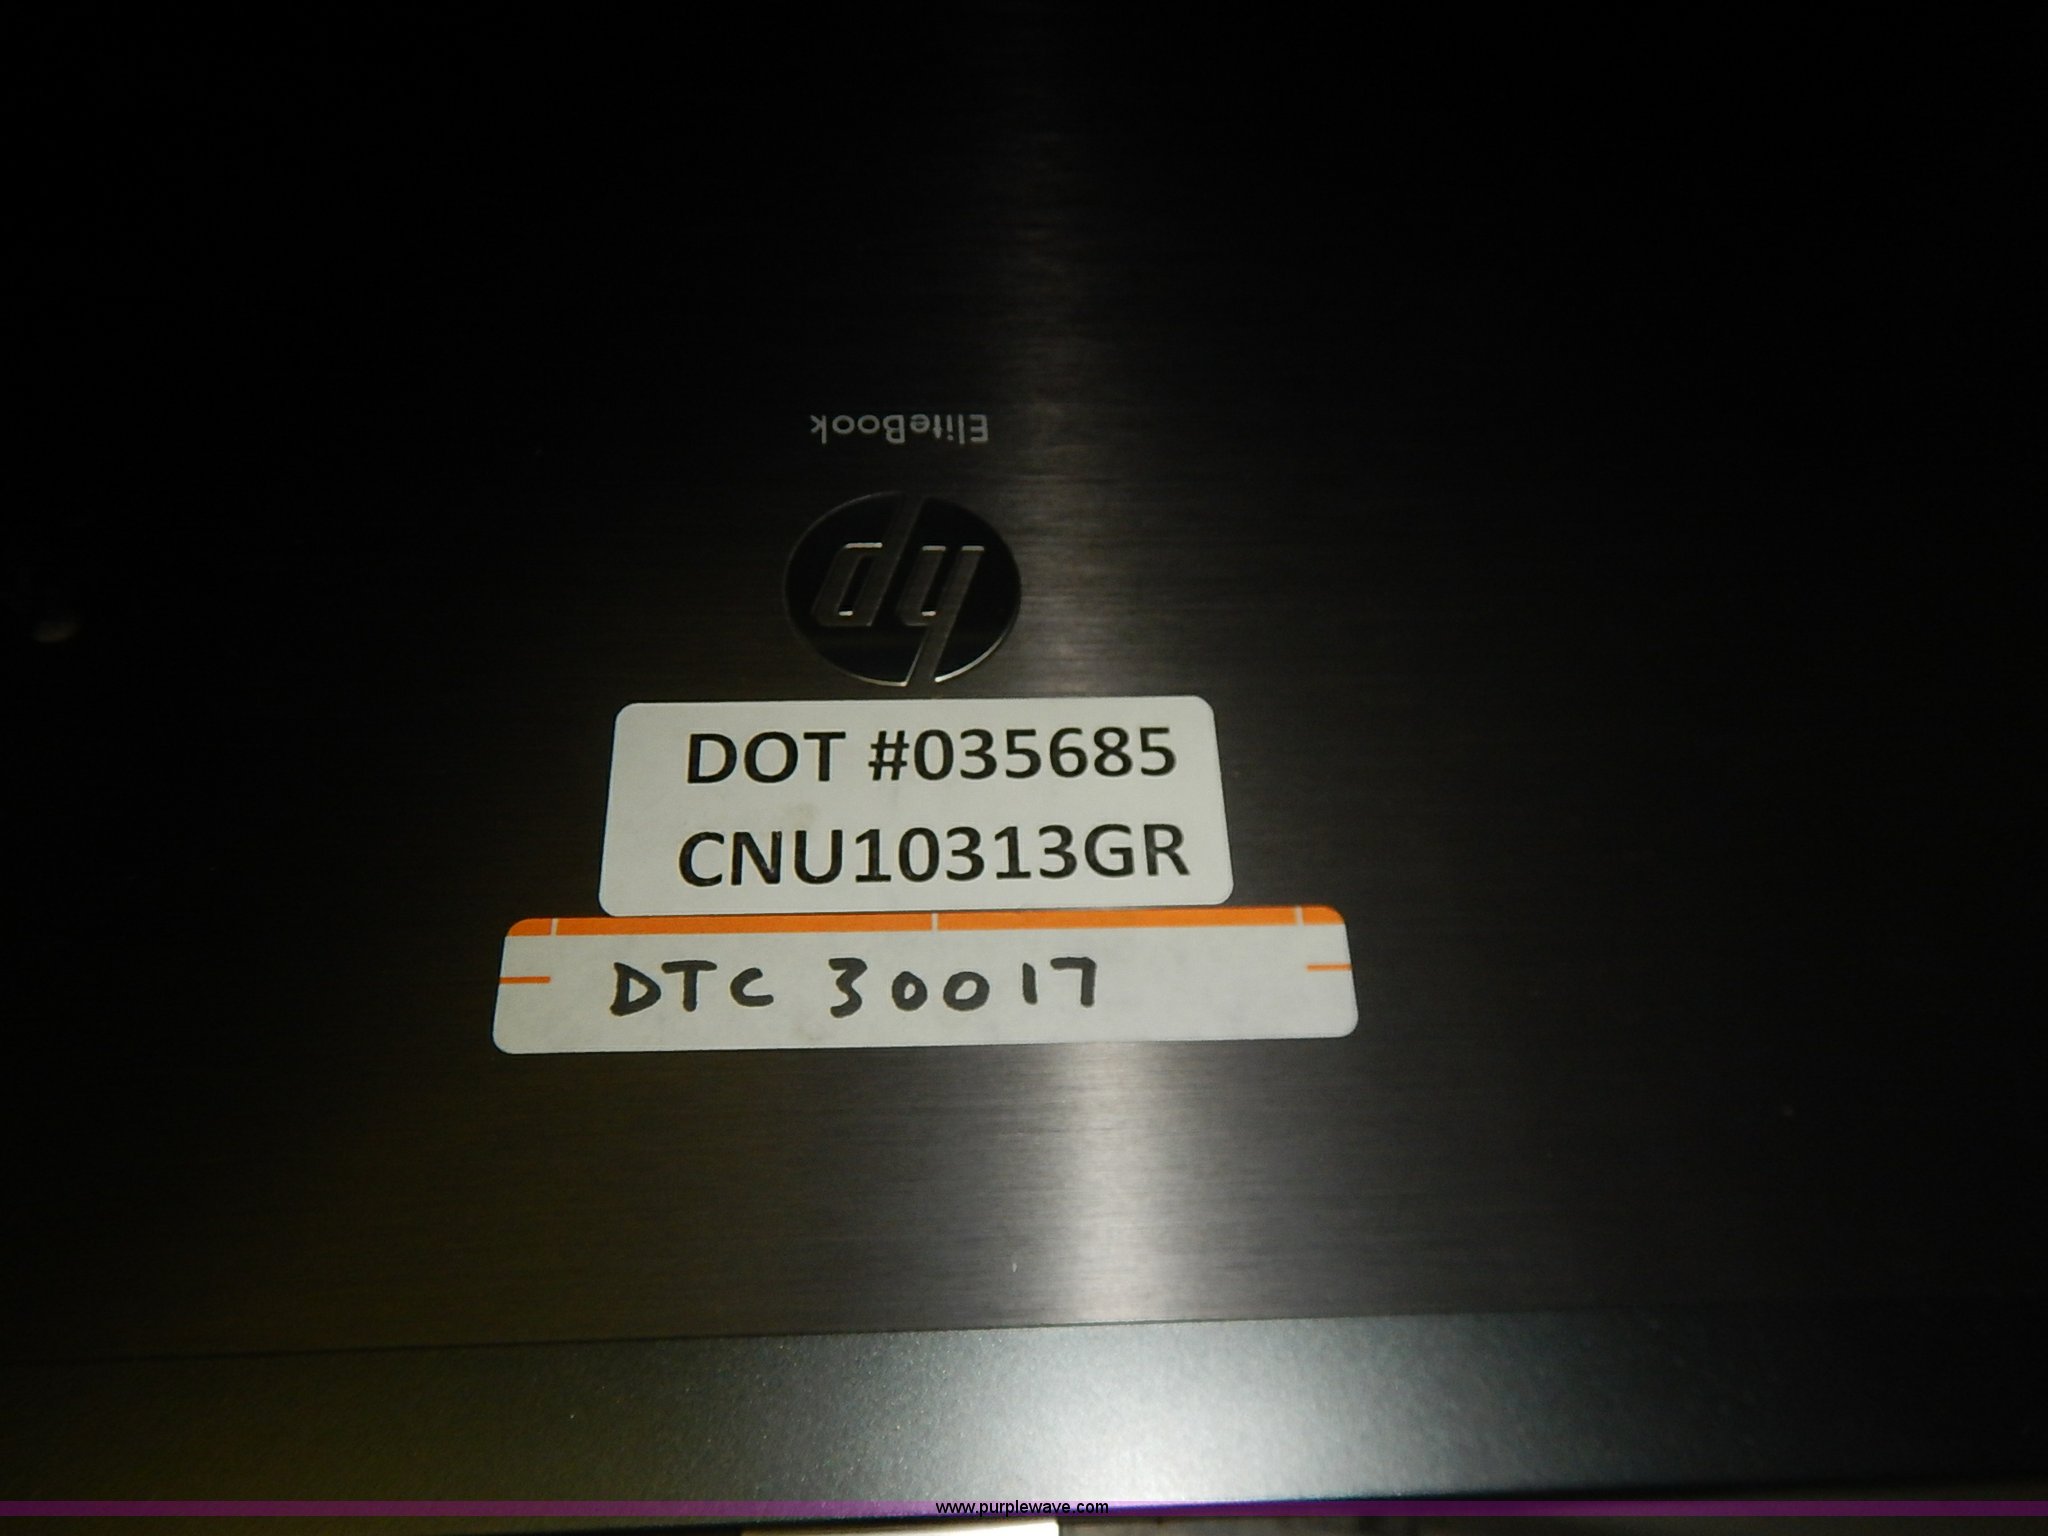 EliteBook
hp
DOT #035685
CNU10313GR
DTC 30017
www.purplewave.com